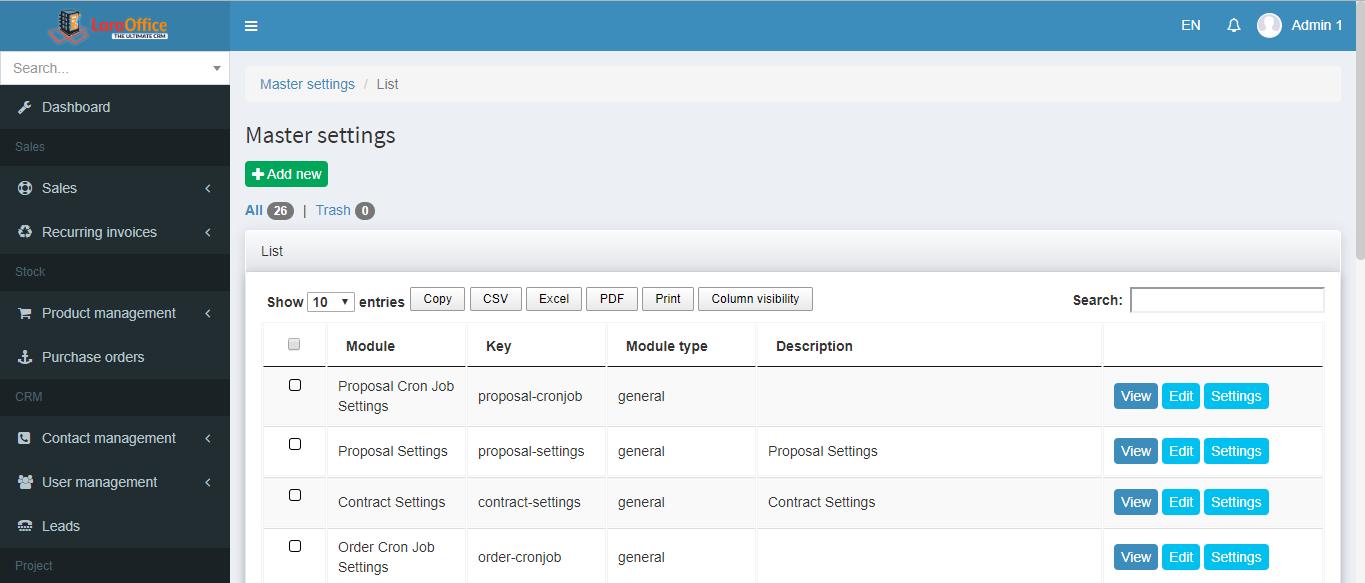 LaraOffice
THE ULTIMATE CRM
EN
Admin 1
Search...
Dashboard
Sales
Sales
Recurring invoices
Stock
Product management
Purchase orders
CRM
Contact management
User management
Leads
Project
Master settings / List
Master settings
Add new
All 26 | Trash 0
List
Show 10 entries Copy CSV Excel PDF Print Column visibility Search:
Module Key Module type Description
Proposal Cron Job
Settings
proposal-cronjob general View Edit Settings
Proposal Settings proposal-settings general Proposal Settings View Edit Settings
Contract Settings contract-settings general Contract Settings View Edit Settings
Order Cron Job
Settings
order-cronjob general View Edit Settings